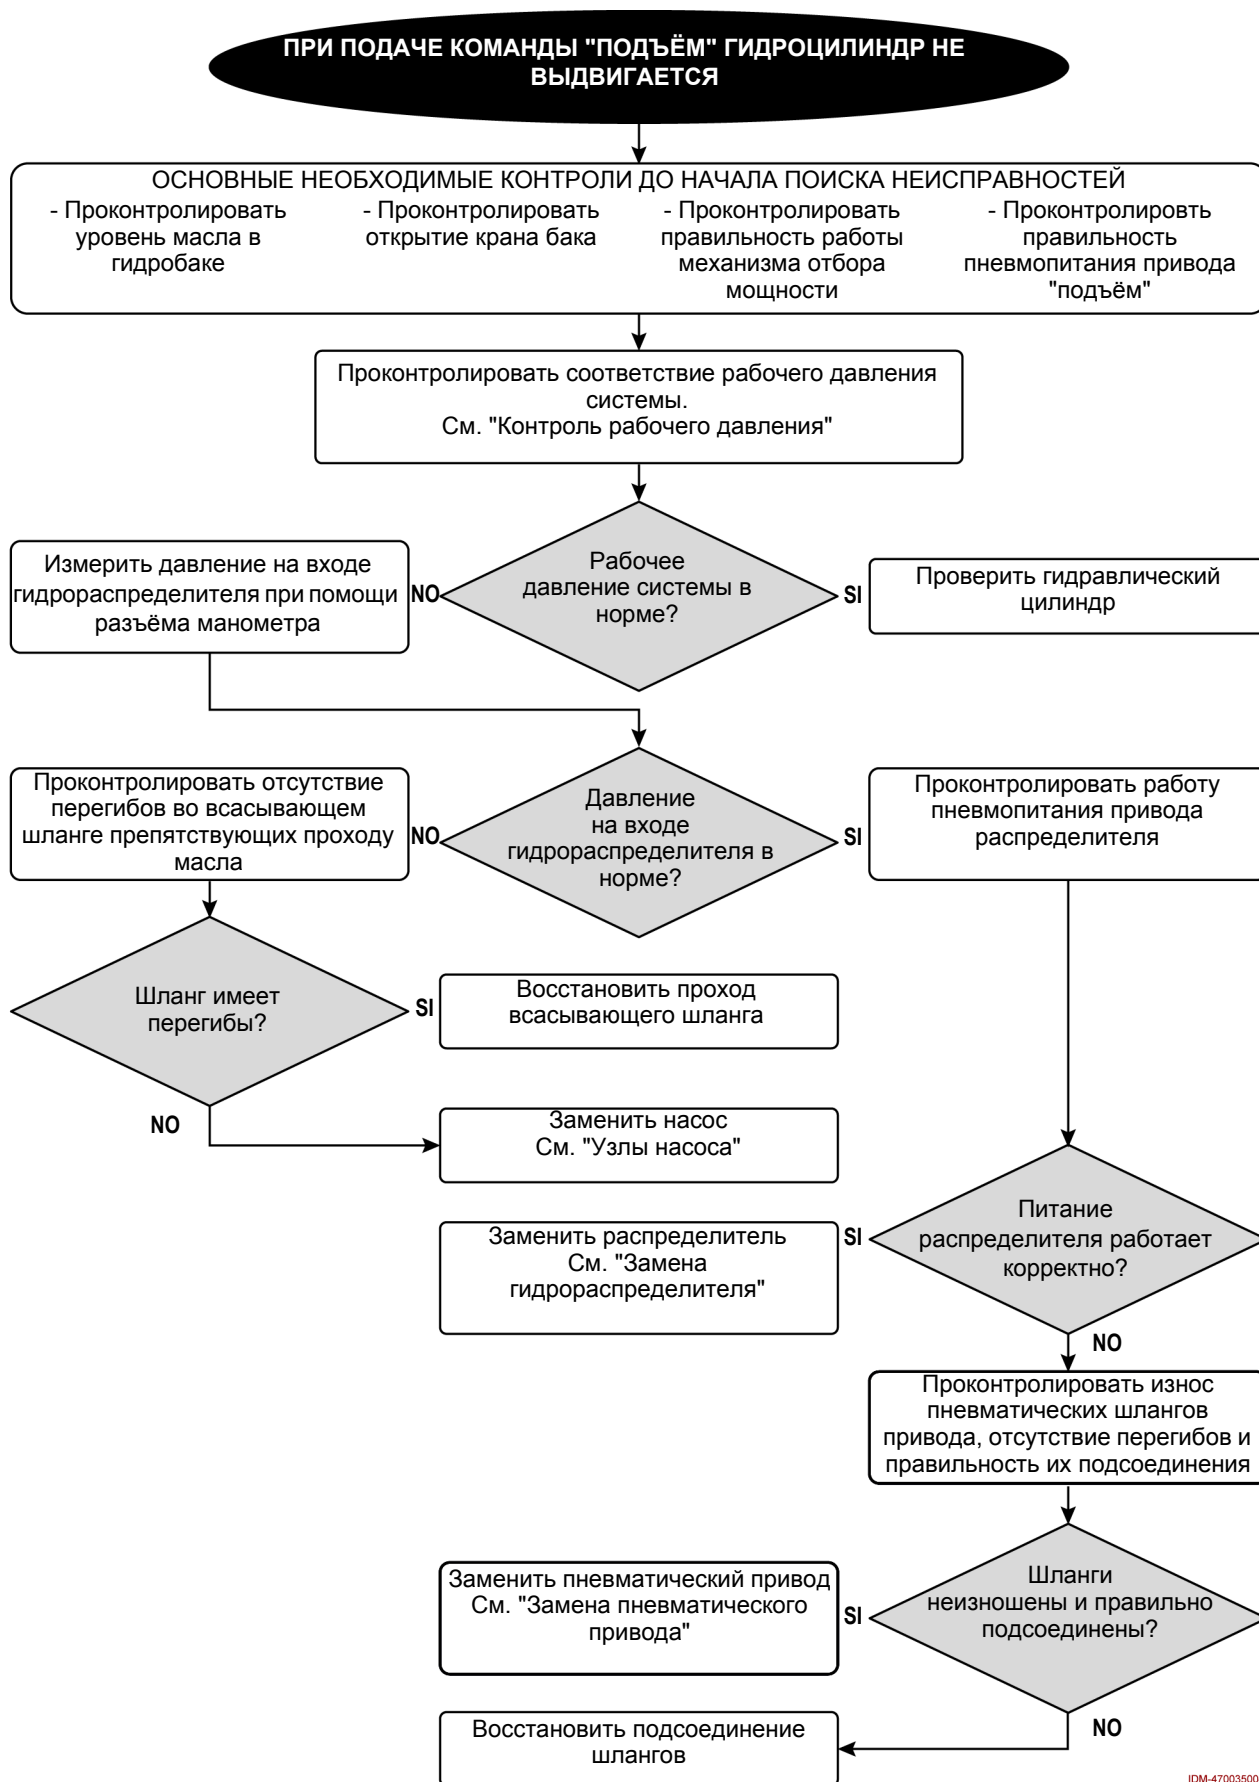 ПРИ ПОДАЧЕ КОМАНДЫ "ПОДЪЁМ" ГИДРОЦИЛИНДР НЕ
ВЫДВИГАЕТСЯ
ОСНОВНЫЕ НЕОБХОДИМЫЕ КОНТРОЛИ ДО НАЧАЛА ПОИСКА НЕИСПРАВНОСТЕЙ
- Проконтролировать
уровень масла в
гидробаке
- Проконтролировать
открытие крана бака
- Проконтролировать
правильность работы
механизма отбора
мощности
- Проконтролировть
правильность
пневмопитания привода
"подъём"
Проконтролировать соответствие рабочего давления
системы.
См. "Контроль рабочего давления"
Измерить давление на входе
гидрораспределителя при помощи
разъёма манометра
NO
Рабочее
давление системы в
норме?
SI
Проверить гидравлический
цилиндр
Проконтролировать отсутствие
перегибов во всасывающем
шланге препятствующих проходу
масла
NO
Давление
на входе
гидрораспределителя в
норме?
SI
Проконтролировать работу
пневмопитания привода
распределителя
Шланг имеет
перегибы?
SI
Восстановить проход
всасывающего шланга
NO
Заменить насос
См. "Узлы насоса"
Заменить распределитель
См. "Замена
гидрораспределителя"
SI
Питание
распределителя работает
корректно?
NO
Проконтролировать износ
пневматических шлангов
привода, отсутствие перегибов и
правильность их подсоединения
Заменить пневматический привод
См. "Замена пневматического
привода"
SI
Шланги
неизношены и правильно
подсоединены?
NO
Восстановить подсоединение
шлангов
IDM-47003500